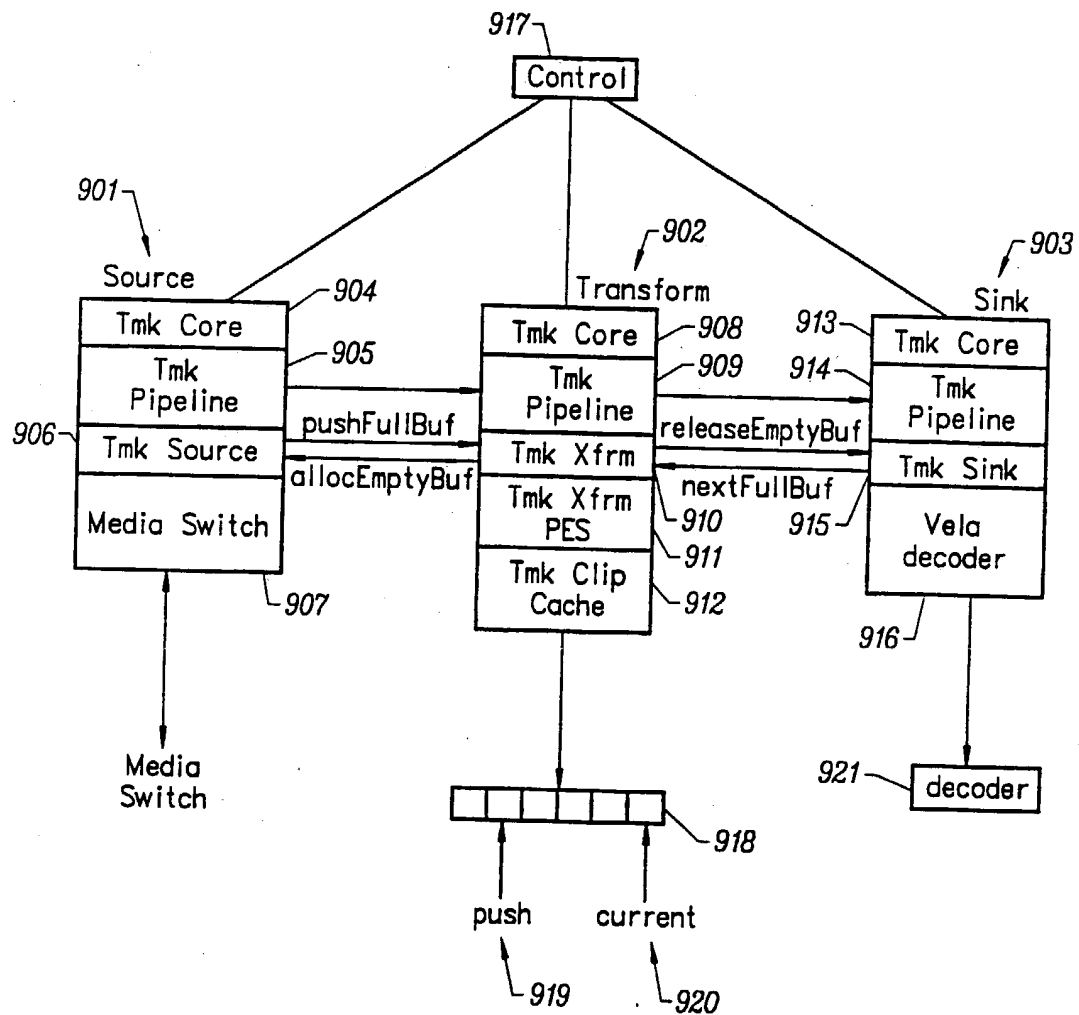 917
Control
901
902
903
Source
Transform
Sink
904
Tmk Core
905
Tmk
Pipeline
906
Tmk Source
Media Switch
907
pushFullBuf
allocEmptyBuf
Tmk Core
908
Tmk
Pipeline
909
Tmk Xfrm
910
Tmk Xfrm
PES
911
Tmk Clip
Cache
912
releaseEmptyBuf
nextFullBuf
913
Tmk Core
914
Tmk
Pipeline
Tmk Sink
915
Vela
decoder
916
Media
Switch
918
push
current
919
920
921
decoder